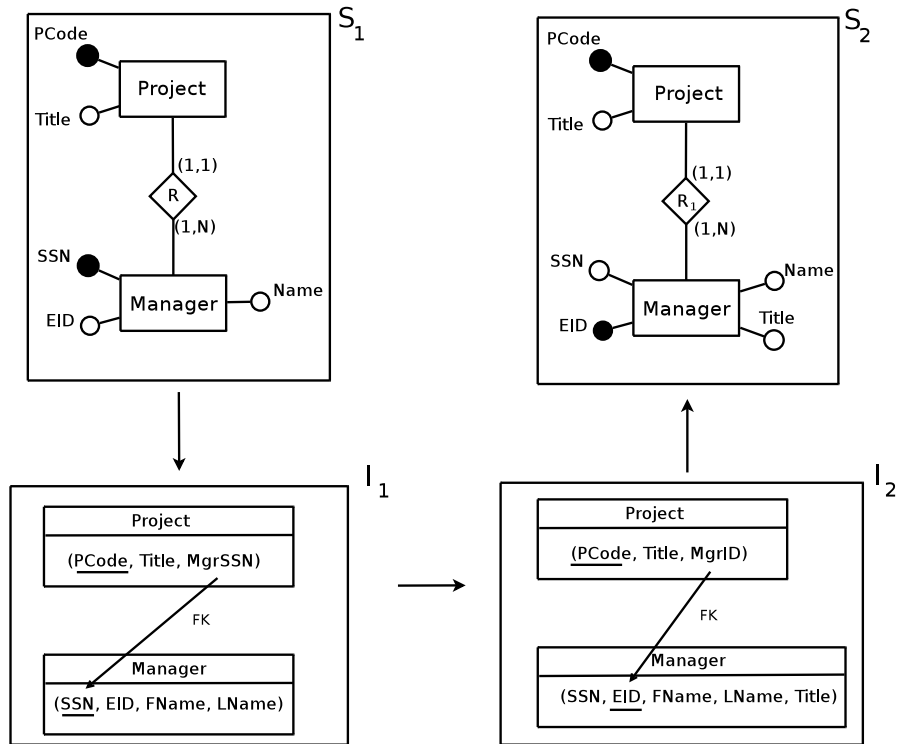 S1
PCode
Project
Title
(1,1)
R
(1,N)
SSN
Manager
Name
EID
S2
PCode
Project
Title
(1,1)
R1
(1,N)
SSN
Name
Manager
EID
Title
I1
Project
(PCode, Title, MgrSSN)
FK
Manager
(SSN, EID, FName, LName)
I2
Project
(PCode, Title, MgrID)
FK
Manager
(SSN, EID, FName, LName, Title)